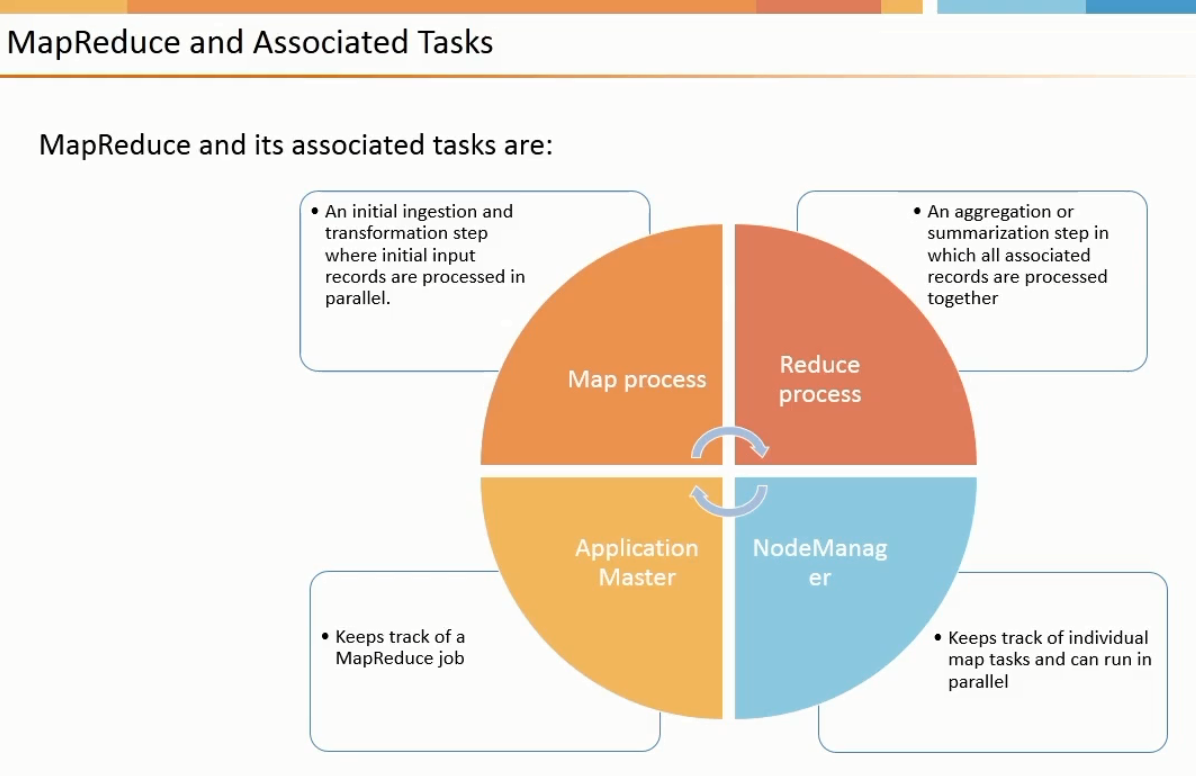 MapReduce and Associated Tasks
MapReduce and its associated tasks are:
• An initial ingestion and
transformation step
where initial input
records are processed in
parallel.
• An aggregation or
summarization step in
which all associated
records are processed
together
Map process
Reduce
process
Application
Master
NodeManag
er
• Keeps track of a
MapReduce job
• Keeps track of individual
map tasks and can run in
parallel